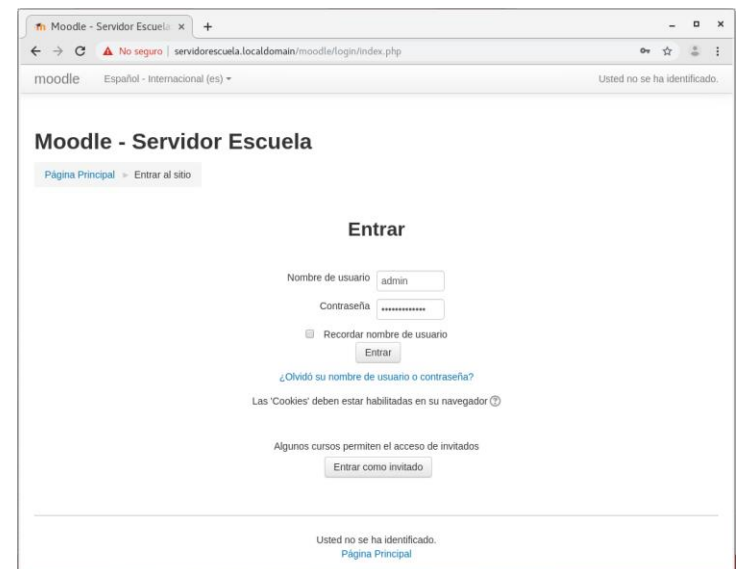 Moodle - Servidor Escuela
No seguro | servidorescuela.localdomain/moodle/login/index.php
moodle Español - Internacional (es) Usted no se ha identificado.
Moodle - Servidor Escuela
Página Principal Entrar al sitio
Entrar
Nombre de usuario admin
Contraseña •••••••••••••
Recordar nombre de usuario
Entrar
¿Olvidó su nombre de usuario o contraseña?
Las 'Cookies' deben estar habilitadas en su navegador
Algunos cursos permiten el acceso de invitados
Entrar como invitado
Usted no se ha identificado.
Página Principal